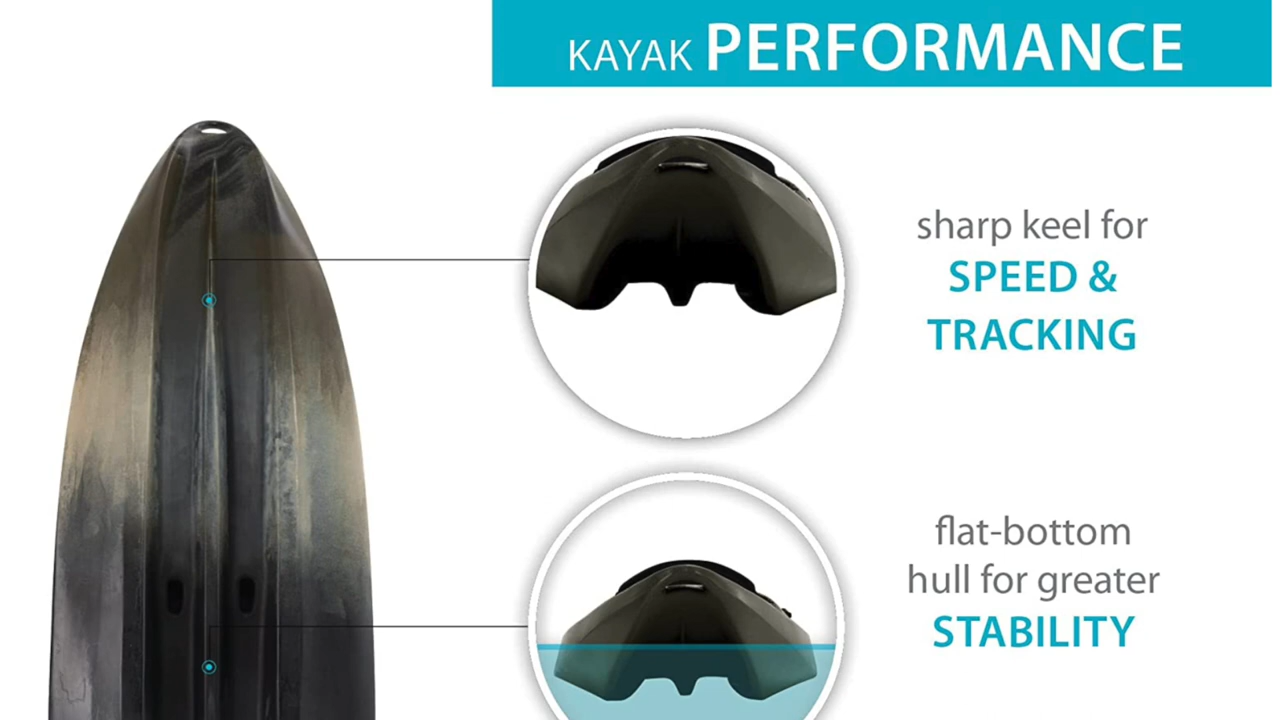 KAYAK PERFORMANCE
sharp keel for
SPEED &
TRACKING
flat-bottom
hull for greater
STABILITY